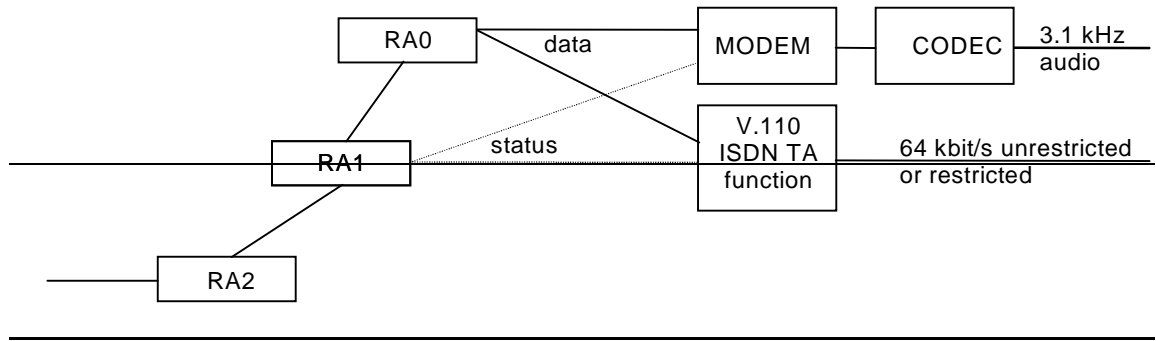 RA0
data
MODEM
CODEC
3.1 kHz
audio
RA1
status
V.110
ISDN TA
function
64 kbit/s unrestricted
or restricted
RA2